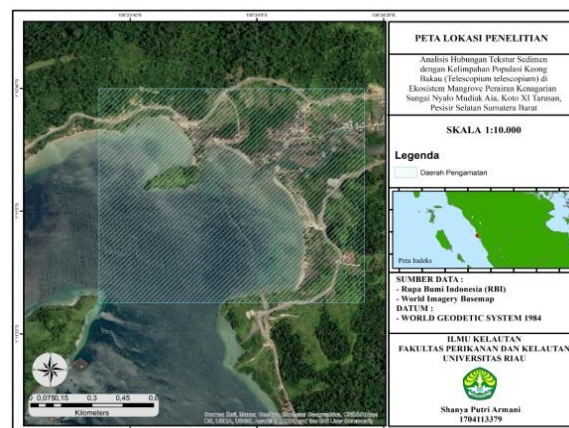 PETA LOKASI PENELITIAN
Analisis Hubungan Tekstur Sedimen
dengan Kelimpahan Populasi Keong
Bakau (Telescopium telescopium) di
Ekosistem Mangrove Perairan Kenagarian
Sungai Nyalo Mudiak Aia, Koto XI Tarusan,
Pesisir Selatan Sumatera Barat
SKALA 1:10.000
Legenda
Daerah Pengamatan
Peta Indeks
SUMBER DATA :
- Rupa Bumi Indonesia (RBI)
- World Imagery Basemap
DATUM :
- WORLD GEODETIC SYSTEM 1984
ILMU KELAUTAN
FAKULTAS PERIKANAN DAN KELAUTAN
UNIVERSITAS RIAU
Shanya Putri Armani
1704113379
0 0,075 0,15 0,3 0,45 0,6
Kilometers